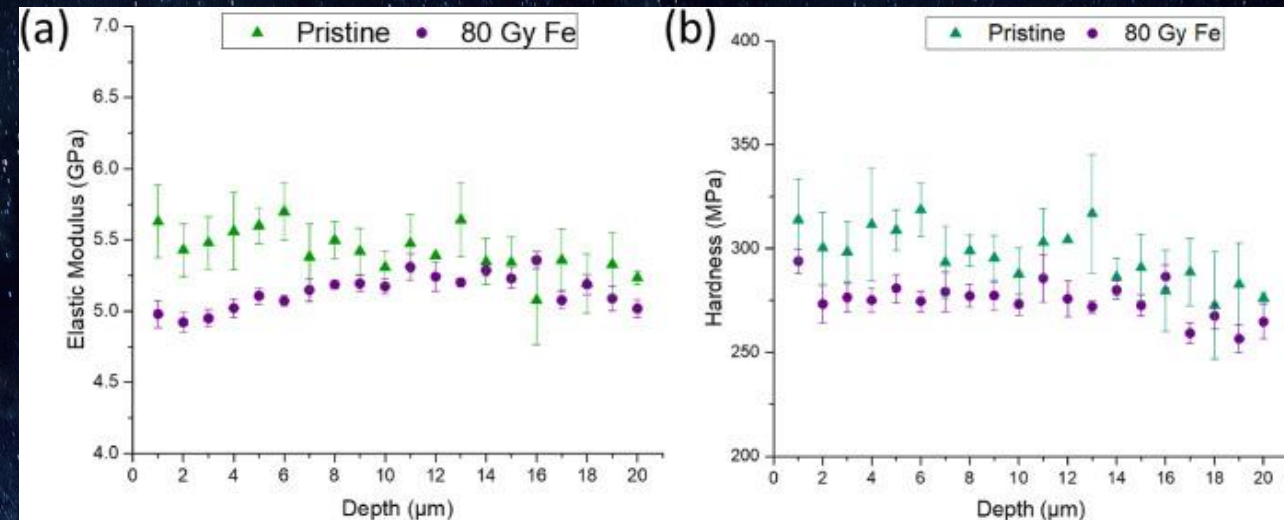 (a)
Pristine 80 Gy Fe
7.0
6.5
6.0
5.5
5.0
4.5
4.0
Elastic Modulus (GPa)
0 2 4 6 8 10 12 14 16 18 20
Depth (μm)
(b)
Pristine 80 Gy Fe
400
350
300
250
200
Hardness (MPa)
0 2 4 6 8 10 12 14 16 18 20
Depth (μm)